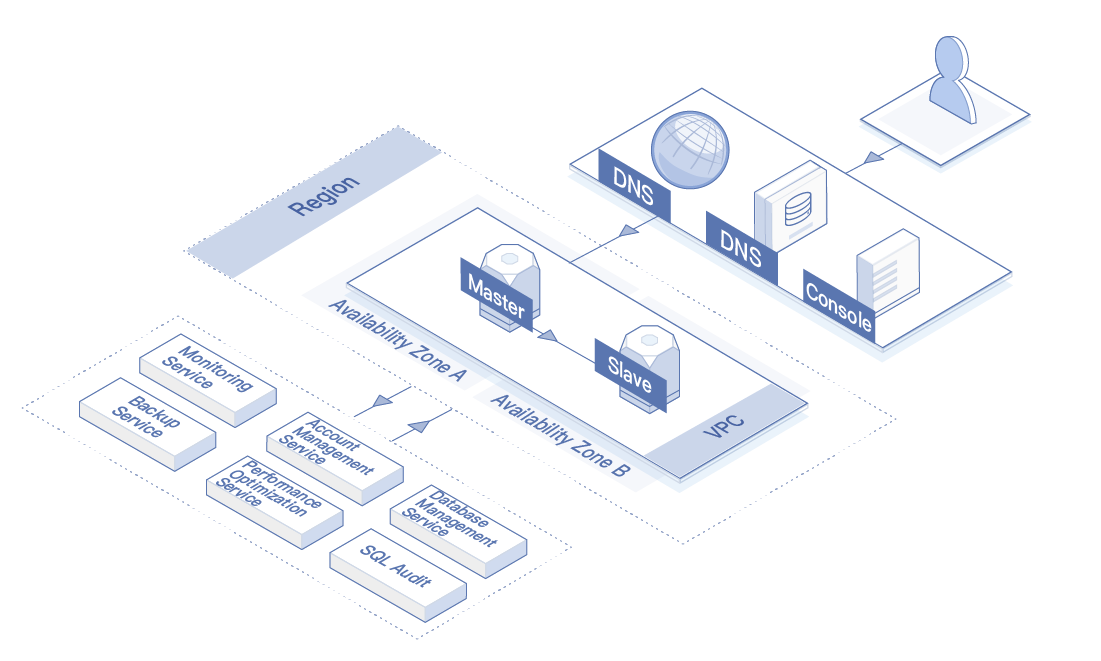 DNS
DNS
Console
Region
Master
Slave
Availability Zone A
Availability Zone B
VPC
Monitoring
Service
Backup
Service
Account
Management
Service
Performance
Optimization
Service
Database
Management
Service
SQL Audit